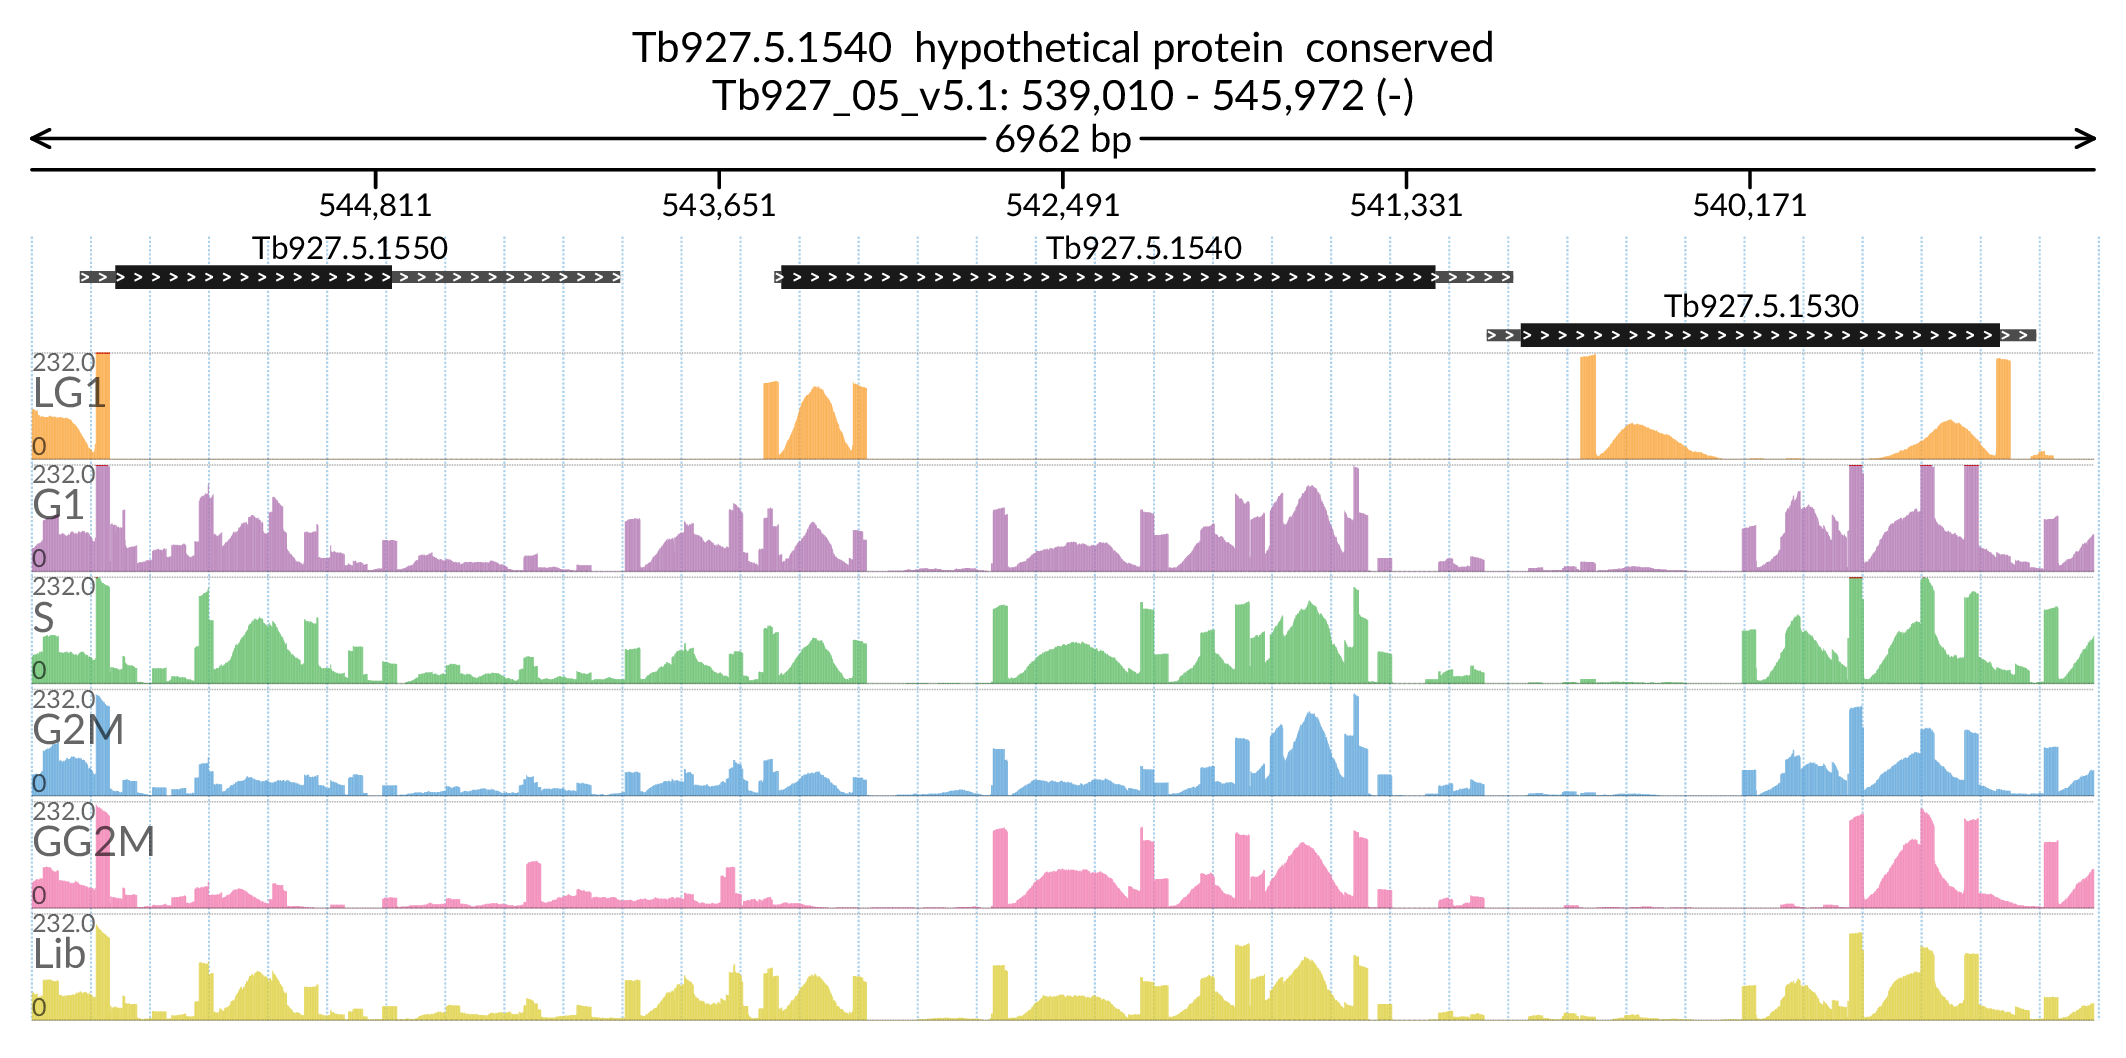 Tb927.5.1540 hypothetical protein conserved
Tb927_05_v5.1: 539,010 - 545,972 (-)
6962 bp
544,811 543,651 542,491 541,331 540,171
Tb927.5.1550 Tb927.5.1540
Tb927.5.1530
232.0
LG1
0
232.0
G1
0
232.0
S
0
232.0
G2M
0
232.0
GG2M
0
232.0
Lib
0